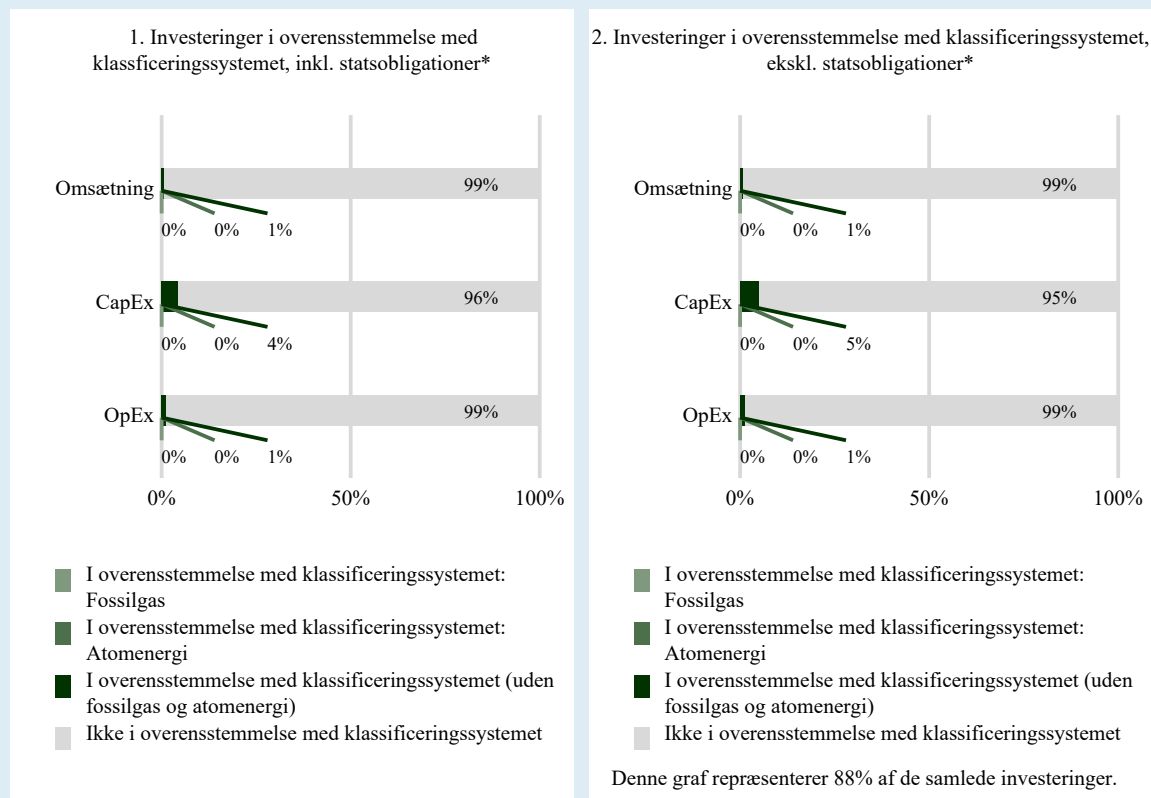 1. Investeringer i overensstemmelse med
klassficeringssystemet, inkl. statsobligationer*
Omsætning
99%
0%
0%
1%
CapEx
96%
0%
0%
4%
OpEx
99%
0%
0%
1%
0%
50%
100%
I overensstemmelse med klassificeringssystemet:
Fossilgas
I overensstemmelse med klassificeringssystemet:
Atomenergi
I overensstemmelse med klassificeringssystemet (uden
fossilgas og atomenergi)
Ikke i overensstemmelse med klassificeringssystemet
2. Investeringer i overensstemmelse med klassificeringssystemet,
ekskl. statsobligationer*
Omsætning
99%
0%
0%
1%
CapEx
95%
0%
0%
5%
OpEx
99%
0%
0%
1%
0%
50%
100%
I overensstemmelse med klassificeringssystemet:
Fossilgas
I overensstemmelse med klassificeringssystemet:
Atomenergi
I overensstemmelse med klassificeringssystemet (uden
fossilgas og atomenergi)
Ikke i overensstemmelse med klassificeringssystemet
Denne graf repræsenterer 88% af de samlede investeringer.